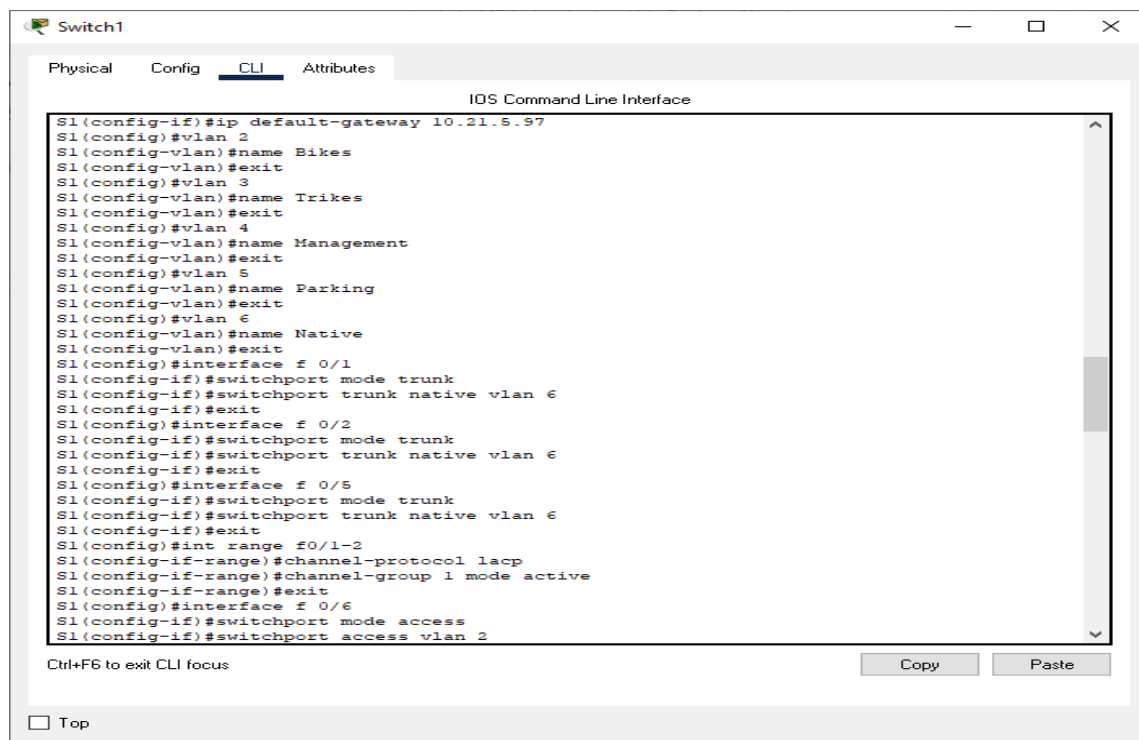 Switch1
Physical Config CLI Attributes
IOS Command Line Interface
S1(config-if)#ip default-gateway 10.21.5.97
S1(config)#vlan 2
S1(config-vlan)#name Bikes
S1(config-vlan)#exit
S1(config)#vlan 3
S1(config-vlan)#name Trikes
S1(config-vlan)#exit
S1(config)#vlan 4
S1(config-vlan)#name Management
S1(config-vlan)#exit
S1(config)#vlan 5
S1(config-vlan)#name Parking
S1(config-vlan)#exit
S1(config)#vlan 6
S1(config-vlan)#name Native
S1(config-vlan)#exit
S1(config)#interface f 0/1
S1(config-if)#switchport mode trunk
S1(config-if)#switchport trunk native vlan 6
S1(config-if)#exit
S1(config)#interface f 0/2
S1(config-if)#switchport mode trunk
S1(config-if)#switchport trunk native vlan 6
S1(config-if)#exit
S1(config)#interface f 0/5
S1(config-if)#switchport mode trunk
S1(config-if)#switchport trunk native vlan 6
S1(config-if)#exit
S1(config)#int range f0/1-2
S1(config-if-range)#channel-protocol lacp
S1(config-if-range)#channel-group 1 mode active
S1(config-if-range)#exit
S1(config)#interface f 0/6
S1(config-if)#switchport mode access
S1(config-if)#switchport access vlan 2
Ctrl+F6 to exit CLI focus
Copy Paste
Top